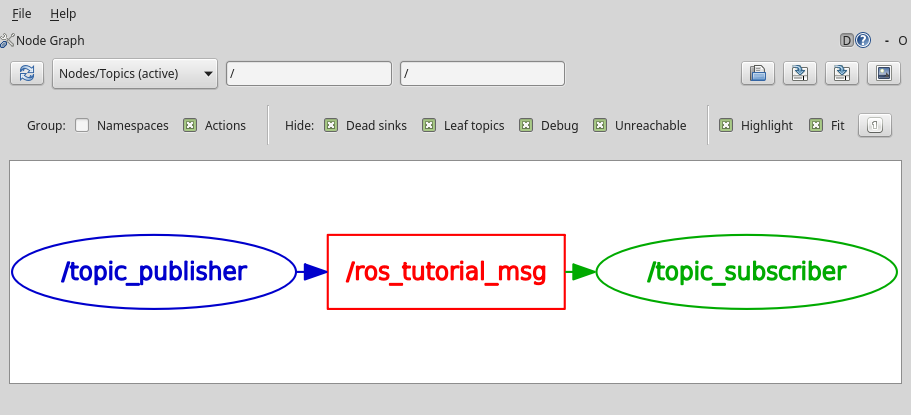 File Help
Node Graph D ? - O
Nodes/Topics (active) / /
Group: Namespaces Actions Hide: Dead sinks Leaf topics Debug Unreachable Highlight Fit
/topic_publisher /ros_tutorial_msg /topic_subscriber